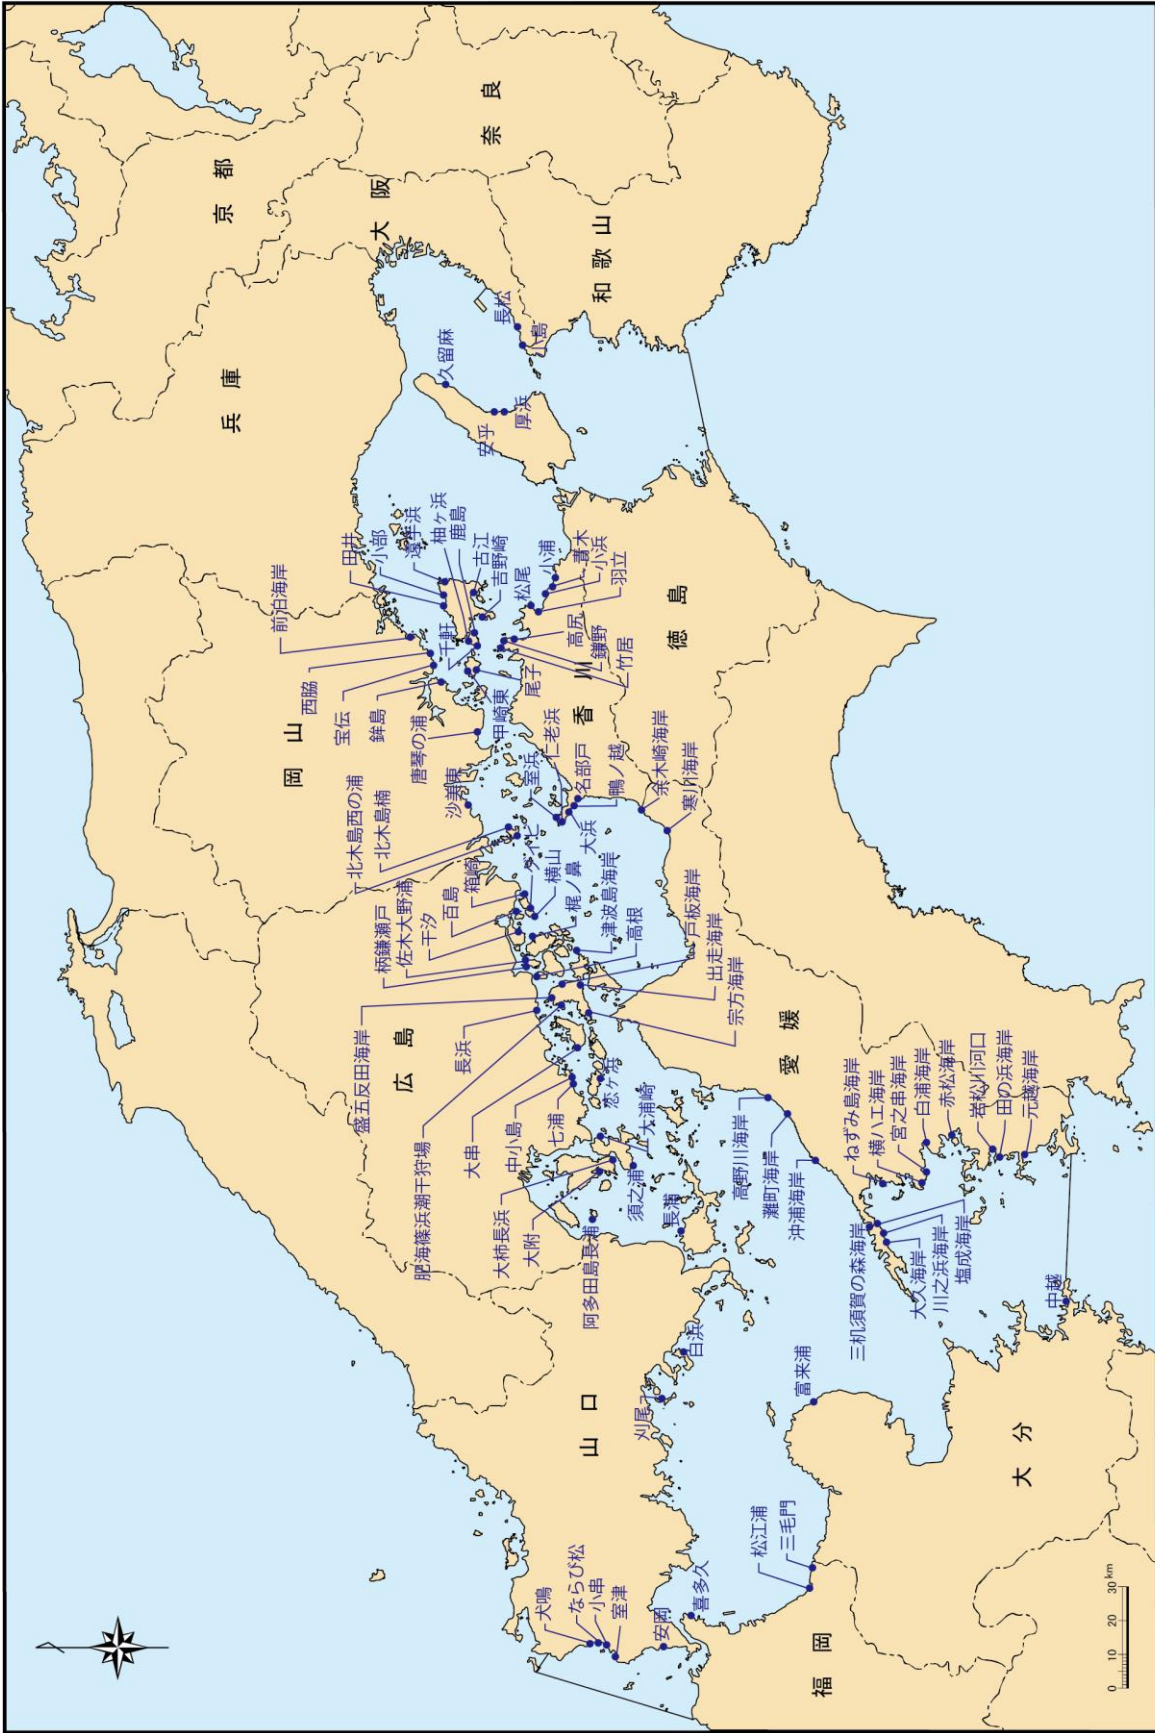 京都
奈良
大阪
和歌山
兵庫
岡山
広島
山口
徳島
香川
愛媛
福岡
大分
長松
小島
久留麻
安乎
厚浜
前泊海岸
西脇
宝伝
鉾島
唐琴の浦
沙美東
田井
小部
遠手浜
柚ヶ浜
鹿島
古江
吉野崎
千軒
甲崎東
尾子
松尾
小浦
青木
小浜
羽立
高尻
鎌野
竹居
北木島西の浦
北木島楠
室浜
仁老浜
名部戸
鴨ノ越
大浜
余木崎海岸
寒川海岸
柄鎌瀬戸
佐木大野浦
干汐
百島
箱崎
横山
梶ノ鼻
津波島海岸
高根
戸板海岸
出走海岸
宗方海岸
盛五反田海岸
長浜
肥海篠浜潮干狩場
大串
中小島
七浦
恋ヶ浜
大浦崎
須之浦
大柿長浜
大附
阿多田島長浦
長浦
白浜
刈尾
高野川海岸
灘町海岸
沖浦海岸
ねずみ島海岸
横ハエ海岸
宮之串海岸
白浦海岸
赤松海岸
岩松川河口
田の浜海岸
元越海岸
三机須賀の森海岸
大久海岸
川之浜海岸
塩成海岸
中越
富来浦
松江浦
三毛門
喜多久
犬鳴
ならび松
小串
室津
安岡
0 10 20 30 km